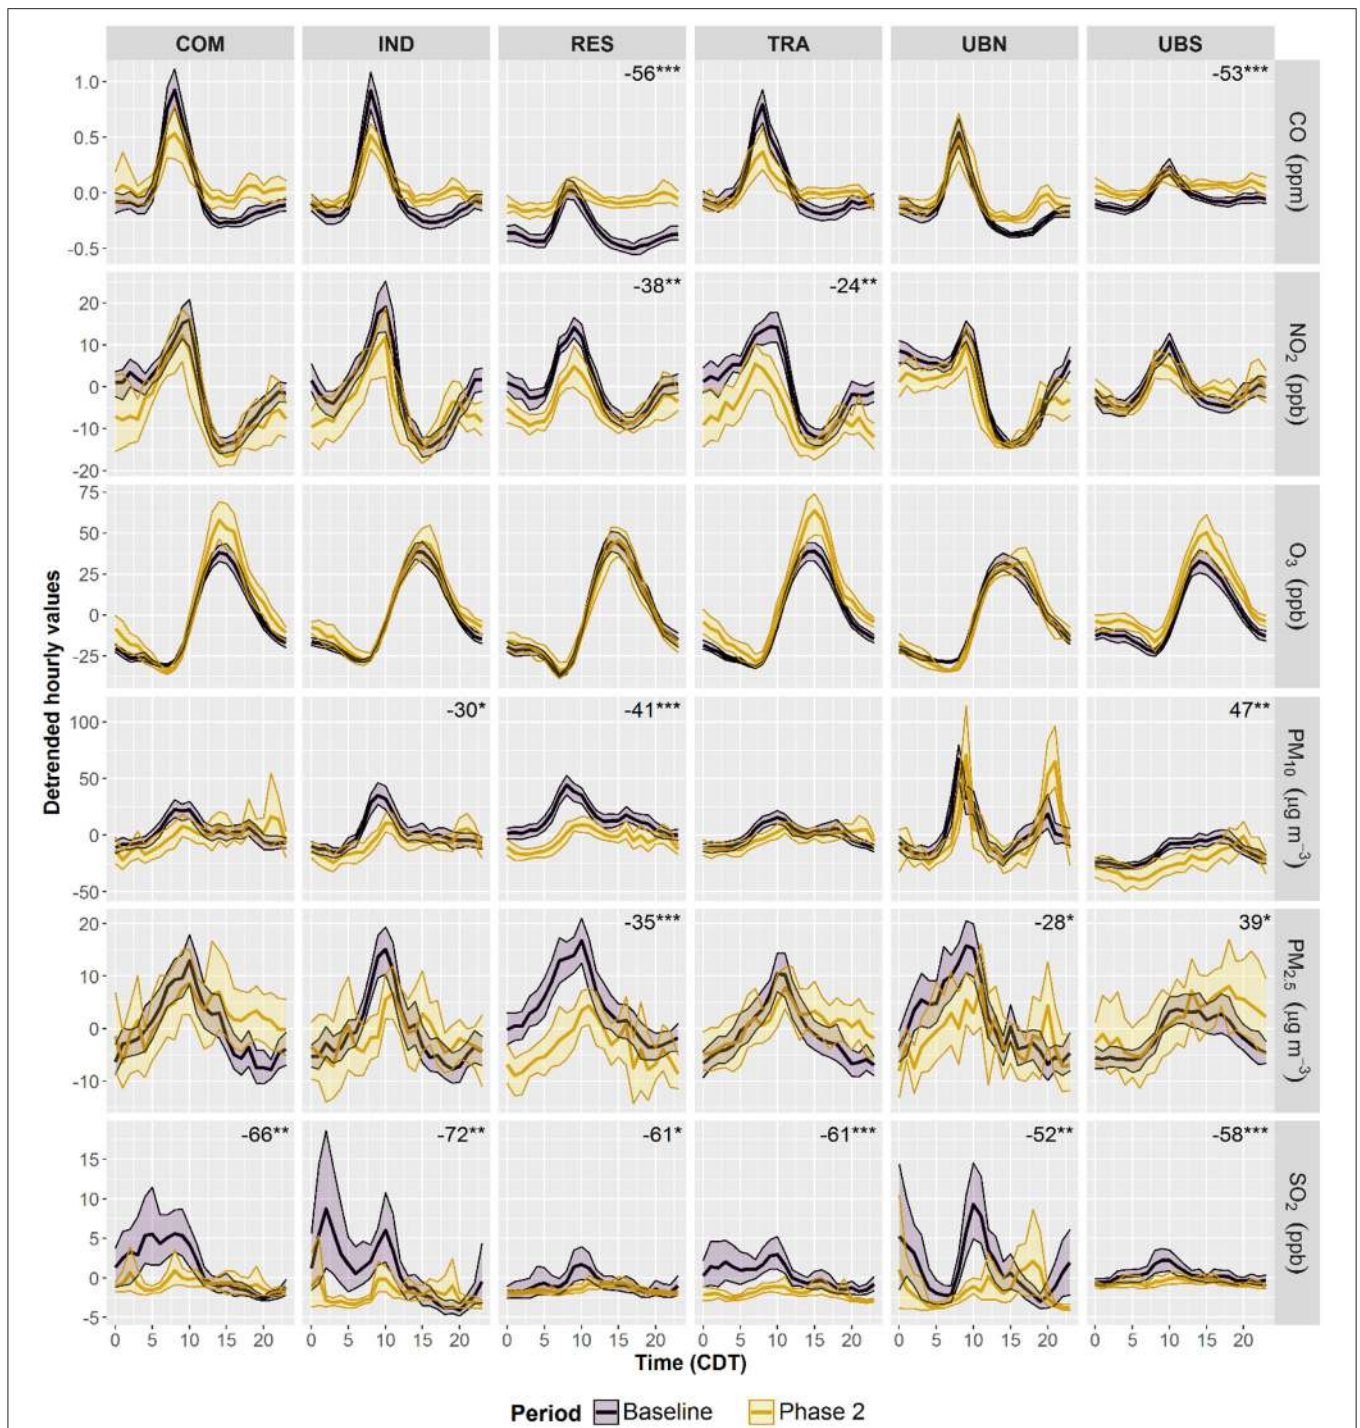 COM IND RES TRA UBN UBS
-56*** -53***
1.0
0.5
0.0
-0.5
CO (ppm)
-38** -24**
20
10
0
-10
-20
NO₂ (ppb)
75
50
25
0
-25
O₃ (ppb)
Detrended hourly values
-30* -41*** 47**
100
50
0
-50
PM₁₀ (µg m⁻³)
-35*** -28* 39*
20
10
0
-10
PM₂.₅ (µg m⁻³)
-66** -72** -61* -61*** -52** -58***
15
10
5
0
-5
SO₂ (ppb)
0 5 10 15 20 0 5 10 15 20 0 5 10 15 20 0 5 10 15 20 0 5 10 15 20 0 5 10 15 20
Time (CDT)
Period Baseline Phase 2